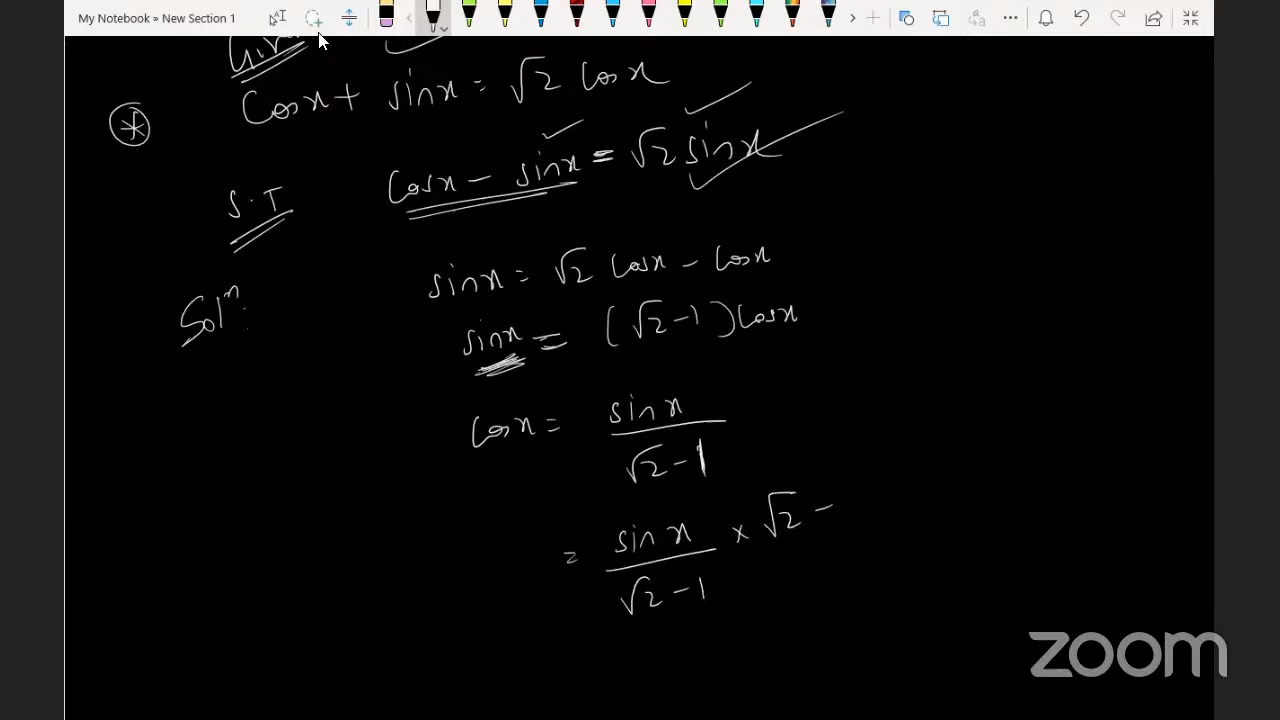 My Notebook » New Section 1
Given
cosx + sinx = √2 cosx
S.T cosx - sinx = √2 sinx
Solⁿ: sinx = √2 cosx - cosx
sinx = (√2-1) cosx
cosx = sinx / √2-1
= sinx / √2-1 × √2 -
zoom